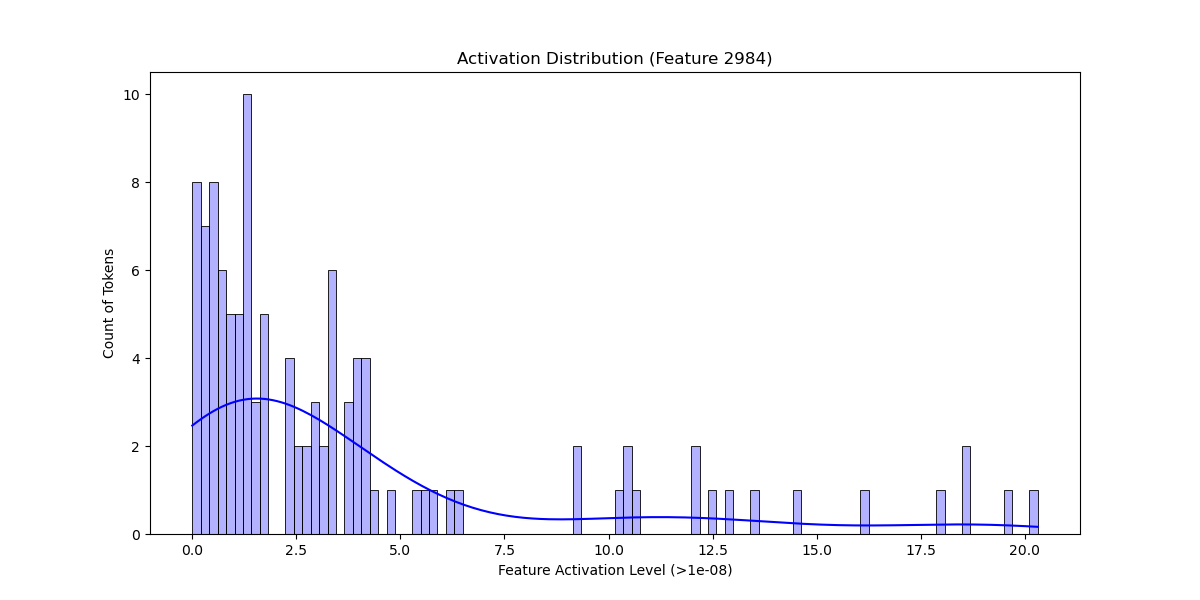 Activation Distribution (Feature 2984)
10
8
6
4
2
0
Count of Tokens
0.0 2.5 5.0 7.5 10.0 12.5 15.0 17.5 20.0
Feature Activation Level (>1e-08)